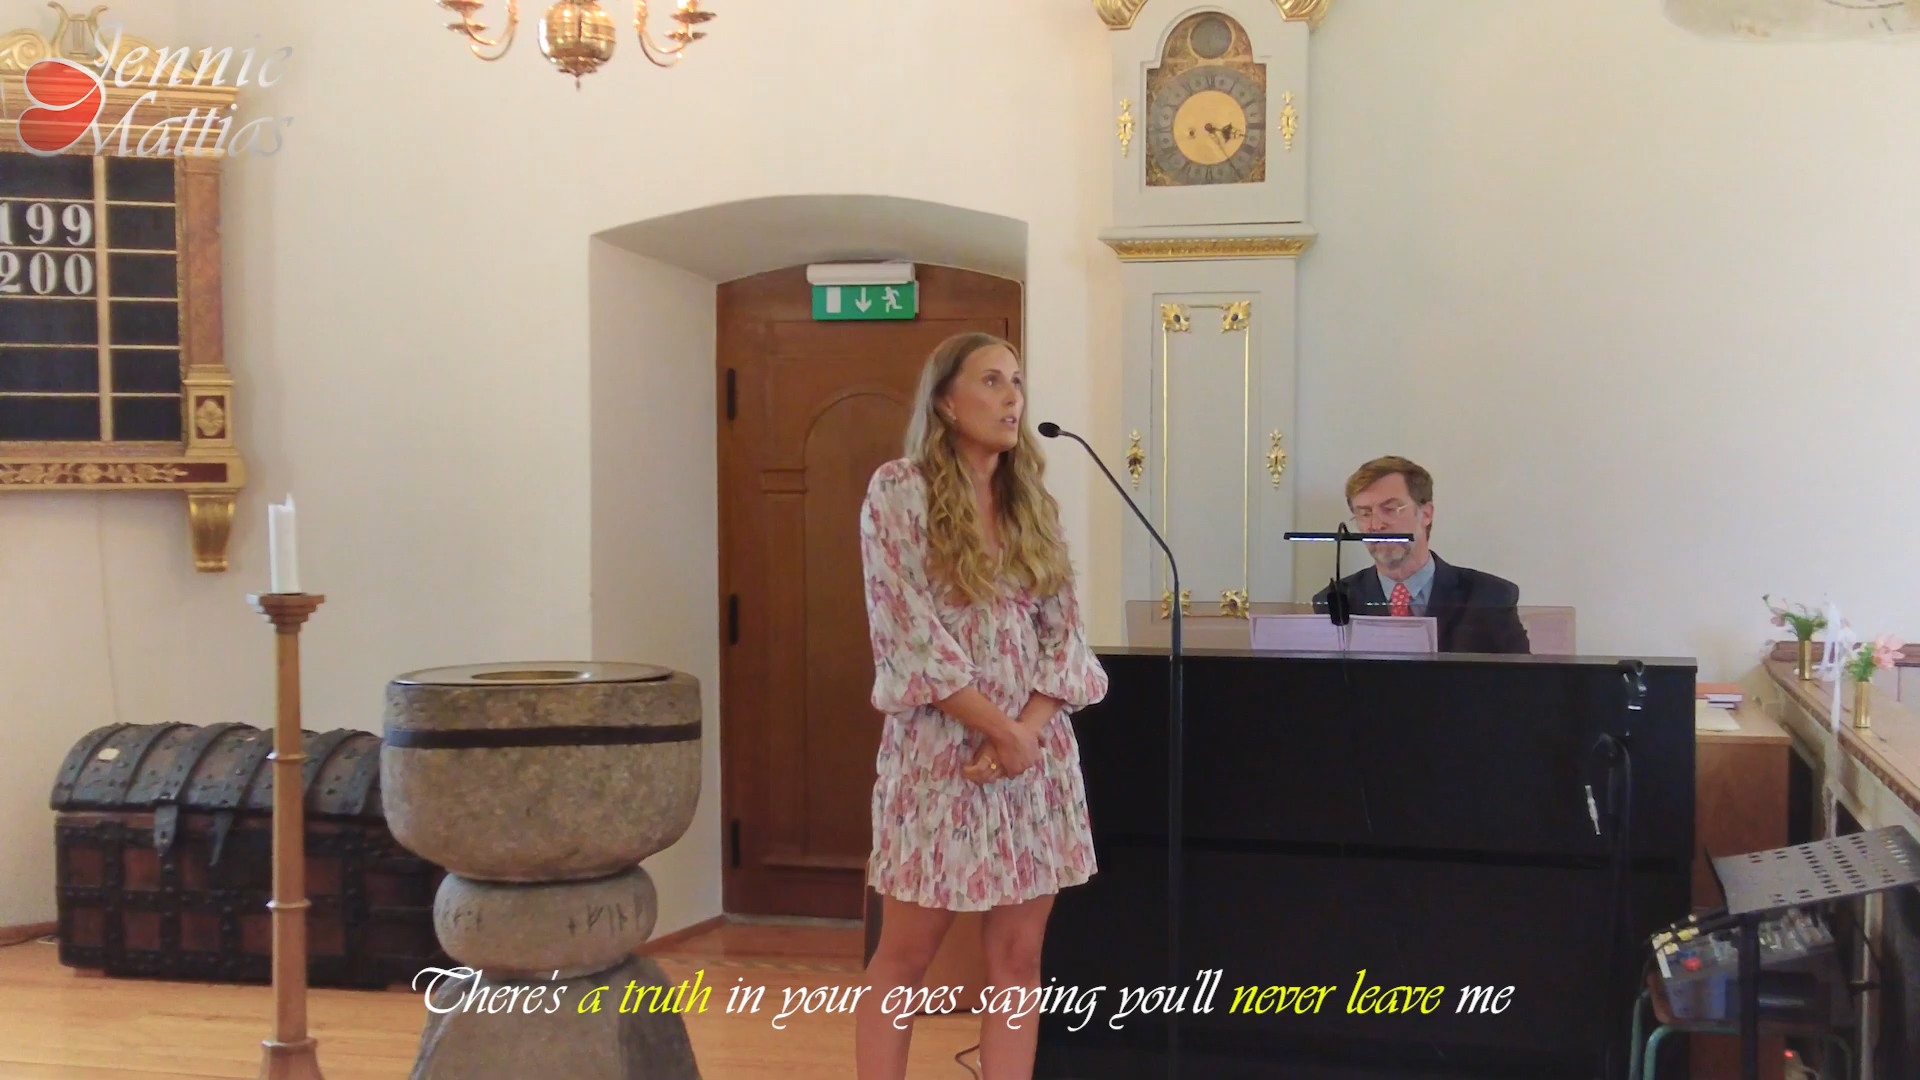 Jennie
Mattias
199
200
There's a truth in your eyes saying you'll never leave me